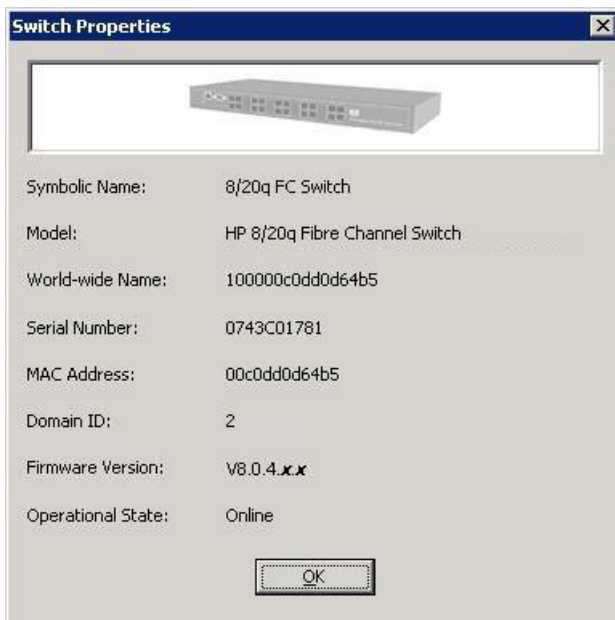 Switch Properties
Symbolic Name: 8/20q FC Switch
Model: HP 8/20q Fibre Channel Switch
World-wide Name: 100000c0dd0d64b5
Serial Number: 0743C01781
MAC Address: 00c0dd0d64b5
Domain ID: 2
Firmware Version: V8.0.4.x.x
Operational State: Online
OK